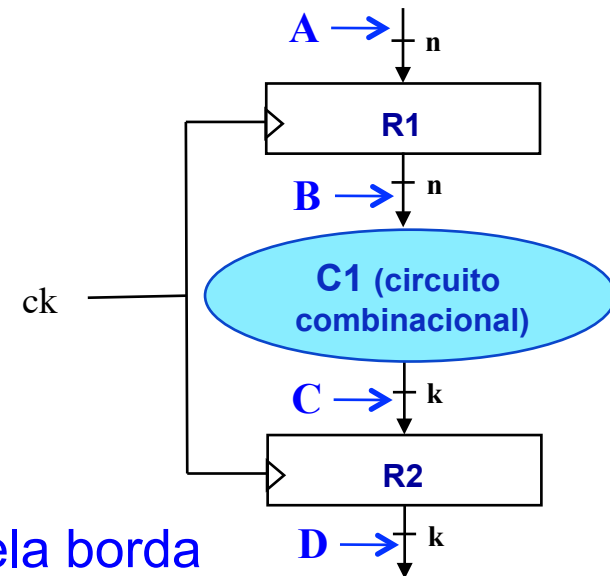 A
n
R1
B
n
C1 (circuito
combinacional)
ck
C
k
R2
ela borda
D
k